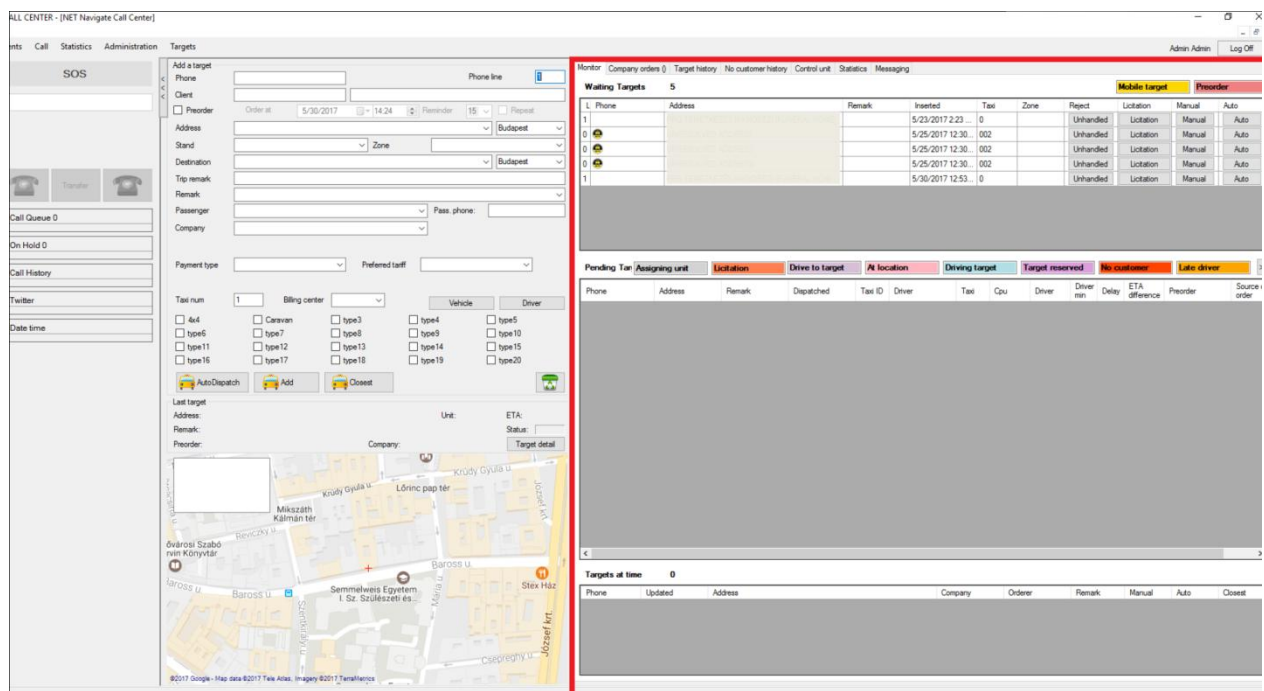 ALL CENTER - [NET Navigate Call Center]
nts Call Statistics Administration Targets
Admin Admin Log Off
SOS
Transfer
Call Queue 0
On Hold 0
Call History
Twitter
Date time
Add a target
Phone Phone line 1
Client
Preorder Order at 5/30/2017 14:24 Reminder 15 Repeat
Address Budapest
Stand Zone
Destination Budapest
Trip remark
Remark
Passenger Pass. phone:
Company
Payment type Preferred tariff
Taxi num 1 Billing center Vehicle Driver
4x4 Caravan type3 type4 type5
type6 type7 type8 type9 type10
type11 type12 type13 type14 type15
type16 type17 type18 type19 type20
AutoDispatch Add Closest
Last target
Address: Unit: ETA:
Remark: Status:
Preorder: Company: Target detail
Krúdy Gyula u.
Krúdy Gyula u. Lőrinc pap tér
József krt.
Mikszáth
Kálmán tér
Reviczky u.
ővárosi Szabó
rvin Könyvtár
Baross u.
Baross u.
Baross u.
Semmelweis Egyetem
I. Sz. Szülészeti és...
Stex Ház
Mária u.
Szentkirályi u.
József krt.
Csepreghy u.
©2017 Google - Map data ©2017 Tele Atlas, Imagery ©2017 TerraMetrics
Monitor Company orders () Target history No customer history Control unit Statistics Messaging
Waiting Targets 5 Mobile target Preorder
L Phone Address Remark Inserted Taxi Zone Reject Licitation Manual Auto
1 5/23/2017 2:23 ... 0 Unhandled Licitation Manual Auto
0 5/25/2017 12:30... 002 Unhandled Licitation Manual Auto
0 5/25/2017 12:30... 002 Unhandled Licitation Manual Auto
0 5/25/2017 12:30... 002 Unhandled Licitation Manual Auto
1 5/30/2017 12:53... 0 Unhandled Licitation Manual Auto
Pending Tar Assigning unit Licitation Drive to target At location Driving target Target reserved No customer Late driver
Phone Address Remark Dispatched Taxi ID Driver Taxi Cpu Driver Driver min Delay ETA difference Preorder Source order
Targets at time 0
Phone Updated Address Company Orderer Remark Manual Auto Closest